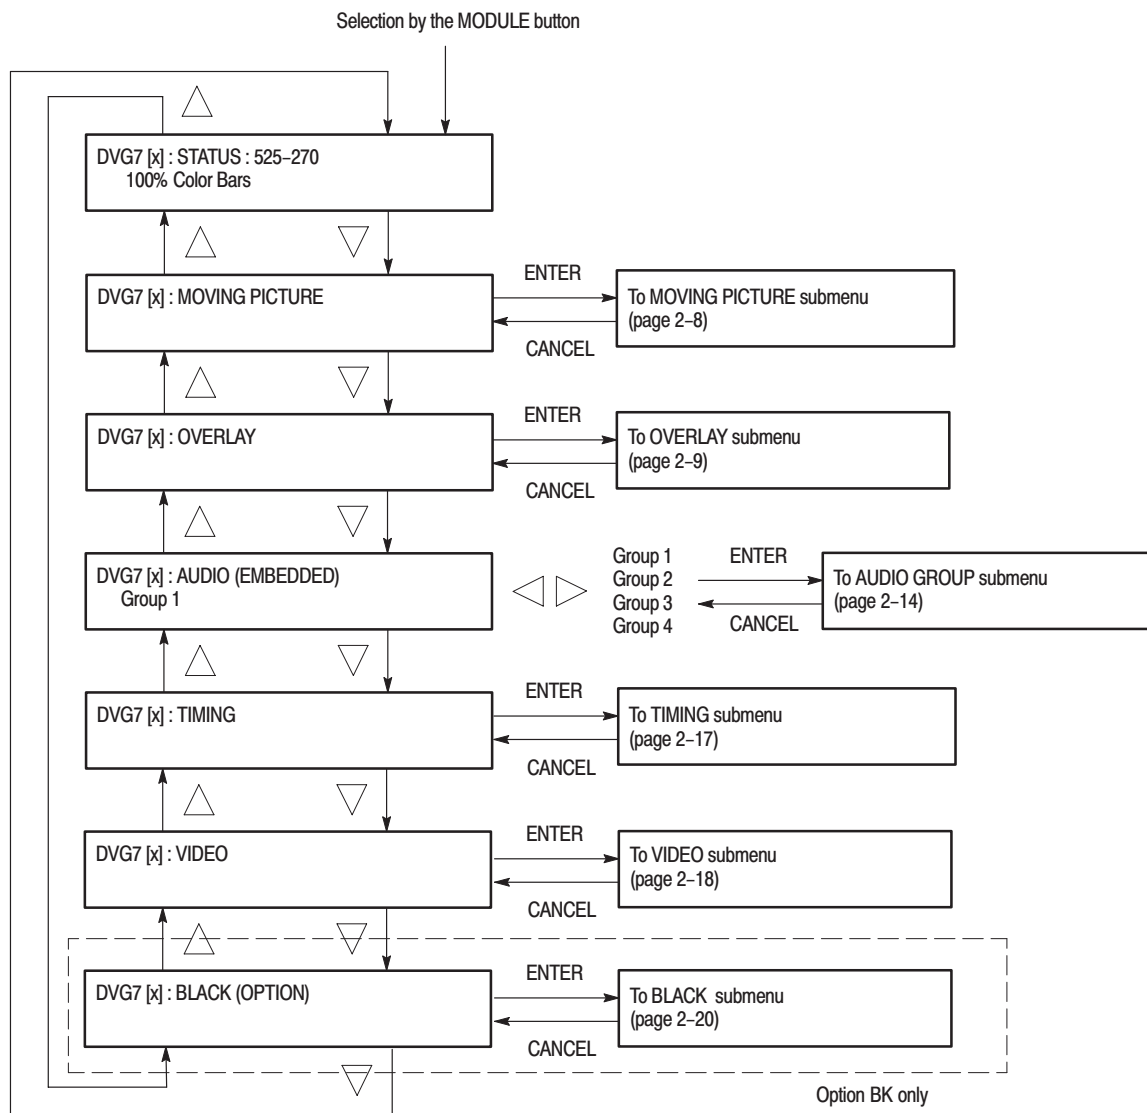 Selection by the MODULE button
DVG7 [x] : STATUS : 525–270
100% Color Bars
DVG7 [x] : MOVING PICTURE
ENTER
CANCEL
To MOVING PICTURE submenu
(page 2–8)
DVG7 [x] : OVERLAY
ENTER
CANCEL
To OVERLAY submenu
(page 2–9)
DVG7 [x] : AUDIO (EMBEDDED)
Group 1
Group 1
Group 2
Group 3
Group 4
ENTER
CANCEL
To AUDIO GROUP submenu
(page 2–14)
DVG7 [x] : TIMING
ENTER
CANCEL
To TIMING submenu
(page 2–17)
DVG7 [x] : VIDEO
ENTER
CANCEL
To VIDEO submenu
(page 2–18)
DVG7 [x] : BLACK (OPTION)
ENTER
CANCEL
To BLACK submenu
(page 2–20)
Option BK only